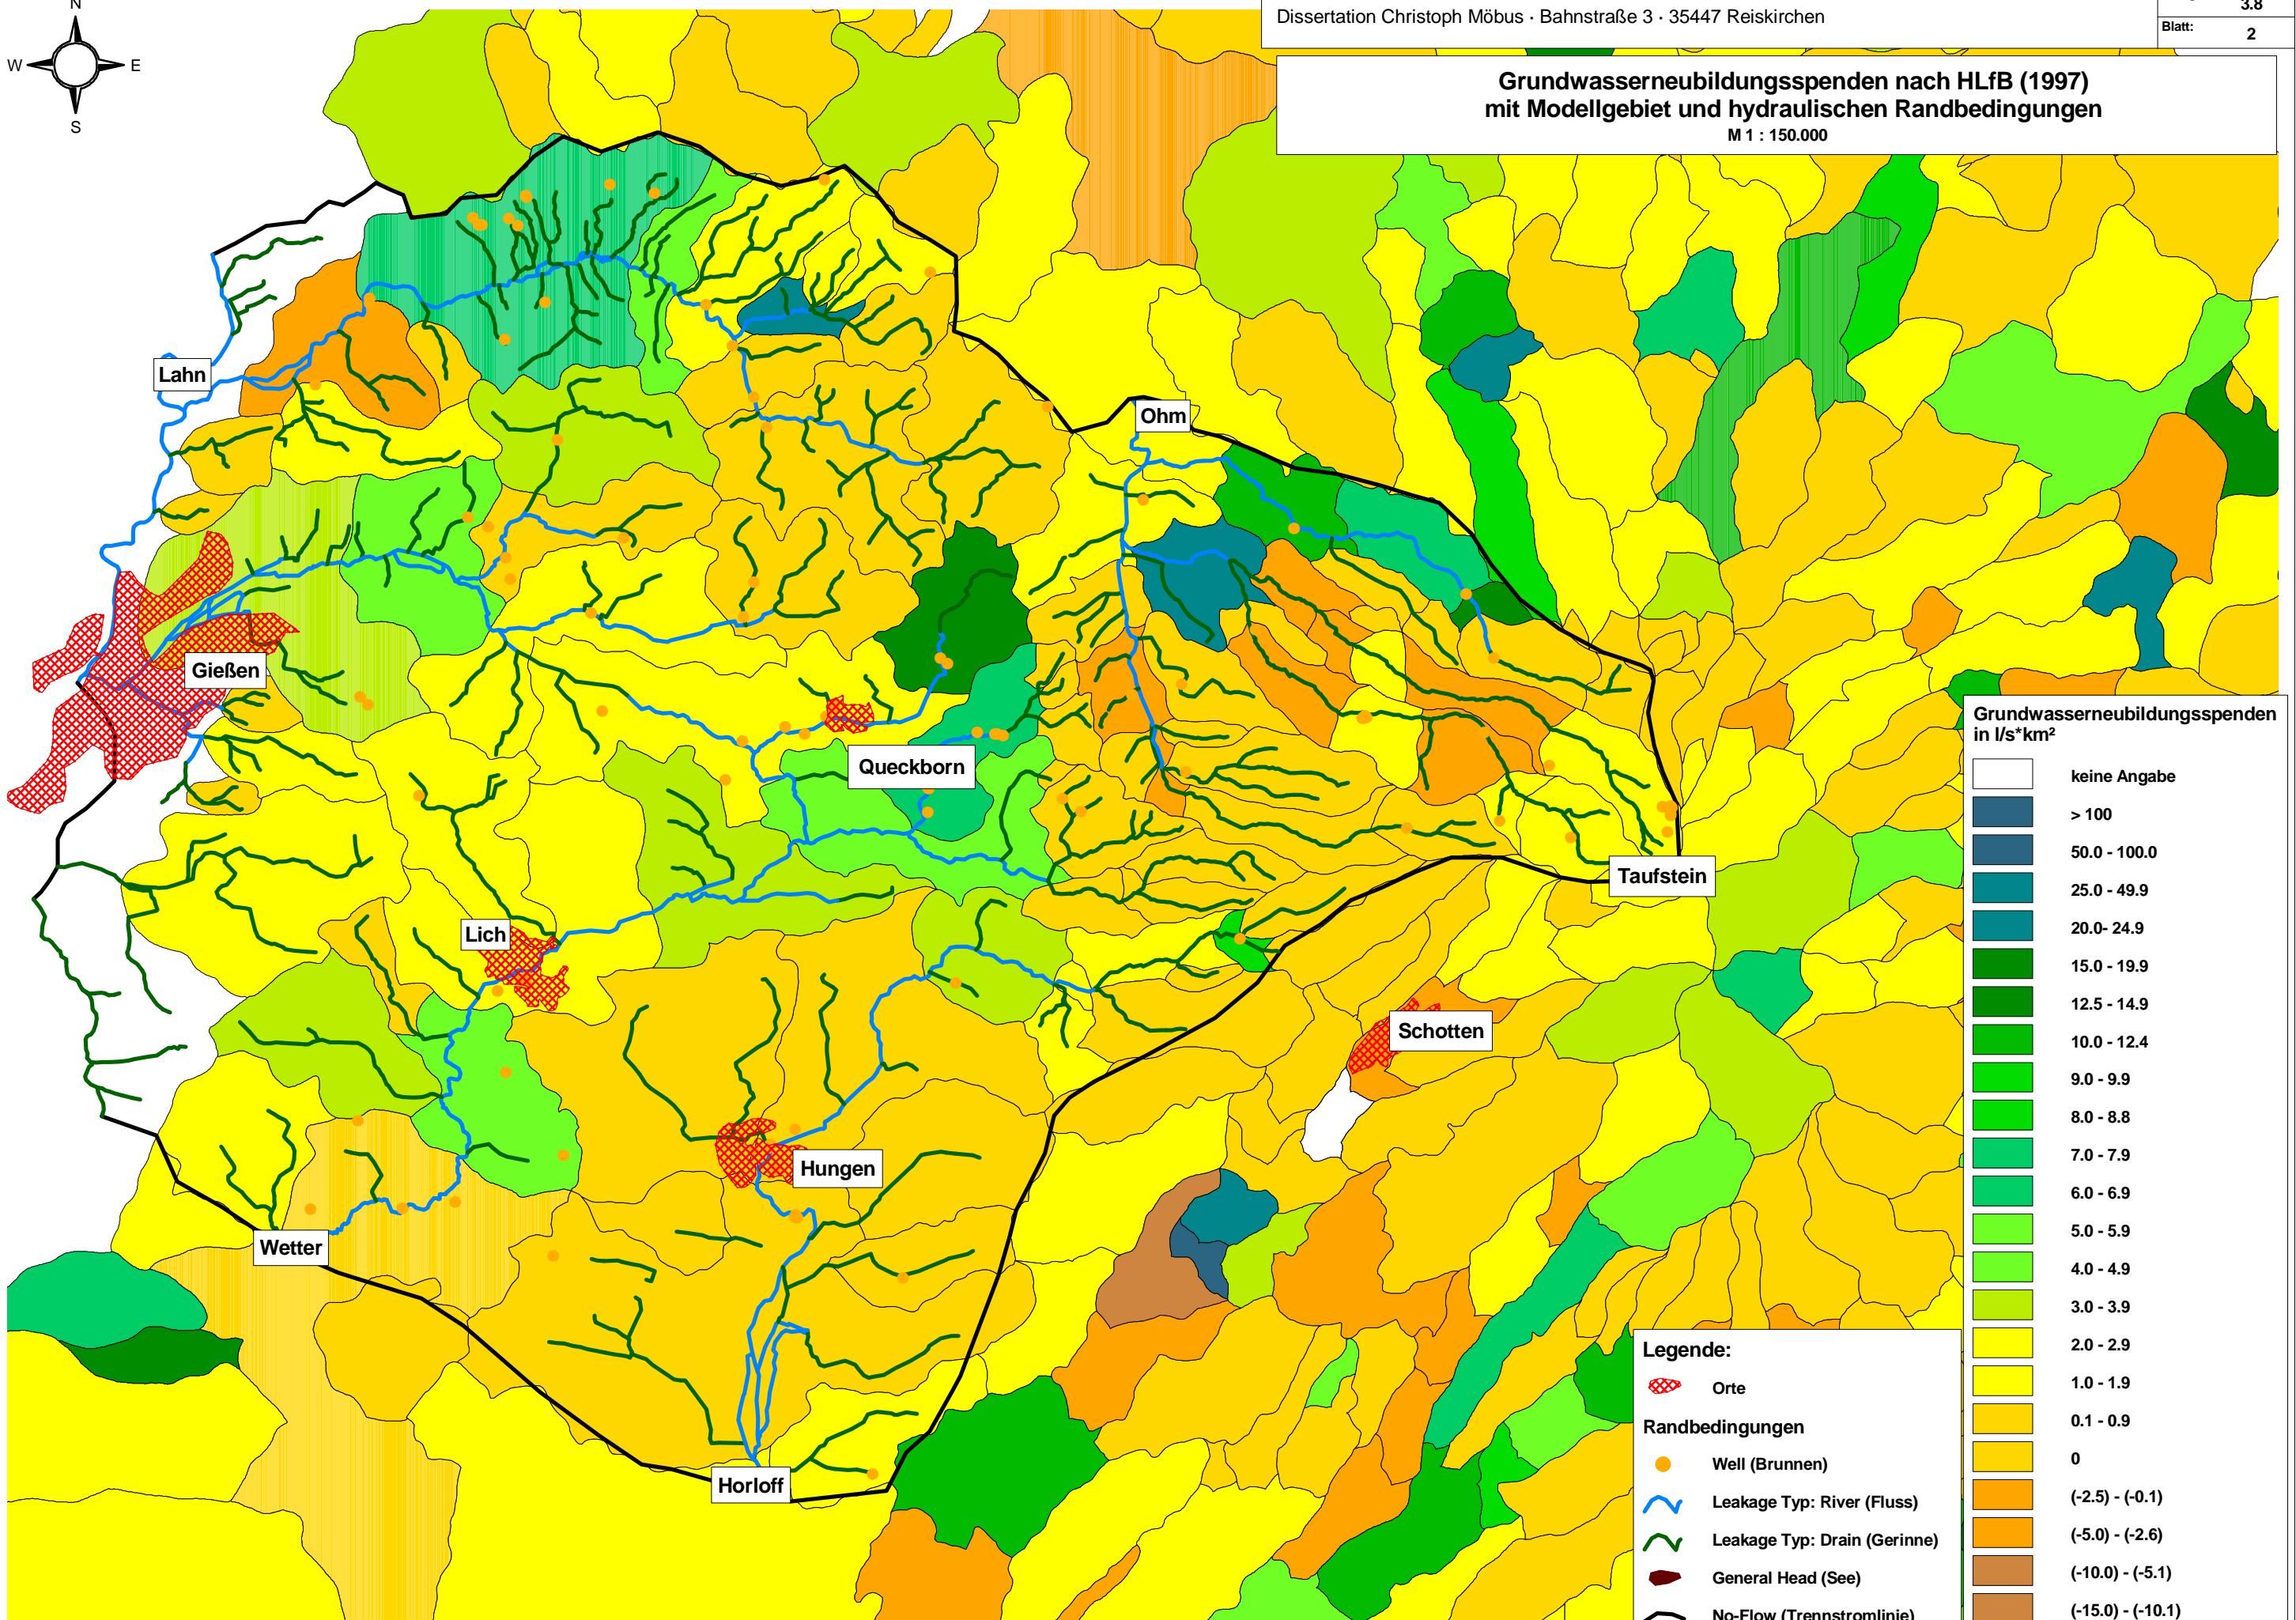 N
W
E
S
Dissertation Christoph Möbus · Bahnstraße 3 · 35447 Reiskirchen
3.8
Blatt:
2
Grundwasserneubildungsspenden nach HLfB (1997)
mit Modellgebiet und hydraulischen Randbedingungen
M 1 : 150.000
Lahn
Ohm
Gießen
Queckborn
Taufstein
Lich
Schotten
Hungen
Wetter
Horloff
Grundwasserneubildungsspenden
in l/s*km²
keine Angabe
> 100
50.0 - 100.0
25.0 - 49.9
20.0- 24.9
15.0 - 19.9
12.5 - 14.9
10.0 - 12.4
9.0 - 9.9
8.0 - 8.8
7.0 - 7.9
6.0 - 6.9
5.0 - 5.9
4.0 - 4.9
3.0 - 3.9
2.0 - 2.9
1.0 - 1.9
0.1 - 0.9
0
(-2.5) - (-0.1)
(-5.0) - (-2.6)
(-10.0) - (-5.1)
(-15.0) - (-10.1)
Legende:
Orte
Randbedingungen
Well (Brunnen)
Leakage Typ: River (Fluss)
Leakage Typ: Drain (Gerinne)
General Head (See)
No-Flow (Trennstromlinie)